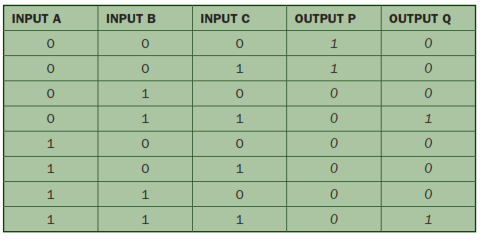 INPUT A INPUT B INPUT C OUTPUT P OUTPUT Q
0 0 0 1 0
0 0 1 1 0
0 1 0 0 0
0 1 1 0 1
1 0 0 0 0
1 0 1 0 0
1 1 0 0 0
1 1 1 0 1